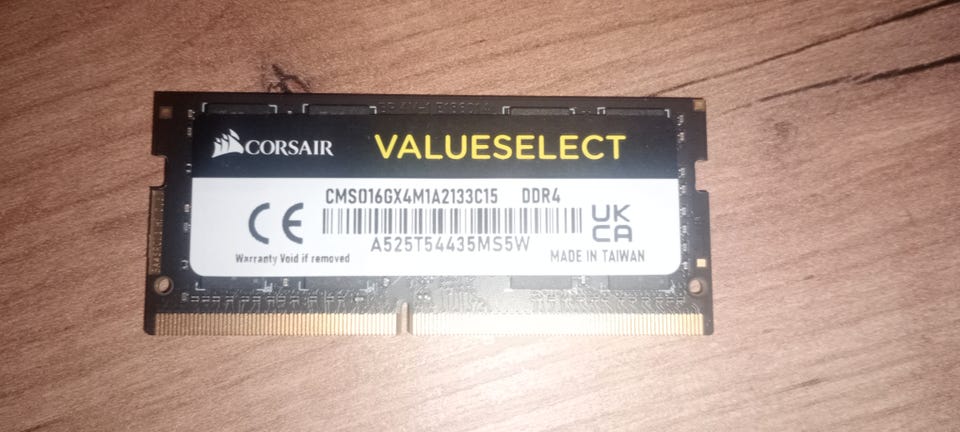 CORSAIR VALUESELECT
CMSO16GX4M1A2133C15 DDR4
CE
UK
CA
A525T54435MS5W
Warranty Void if removed
MADE IN TAIWAN